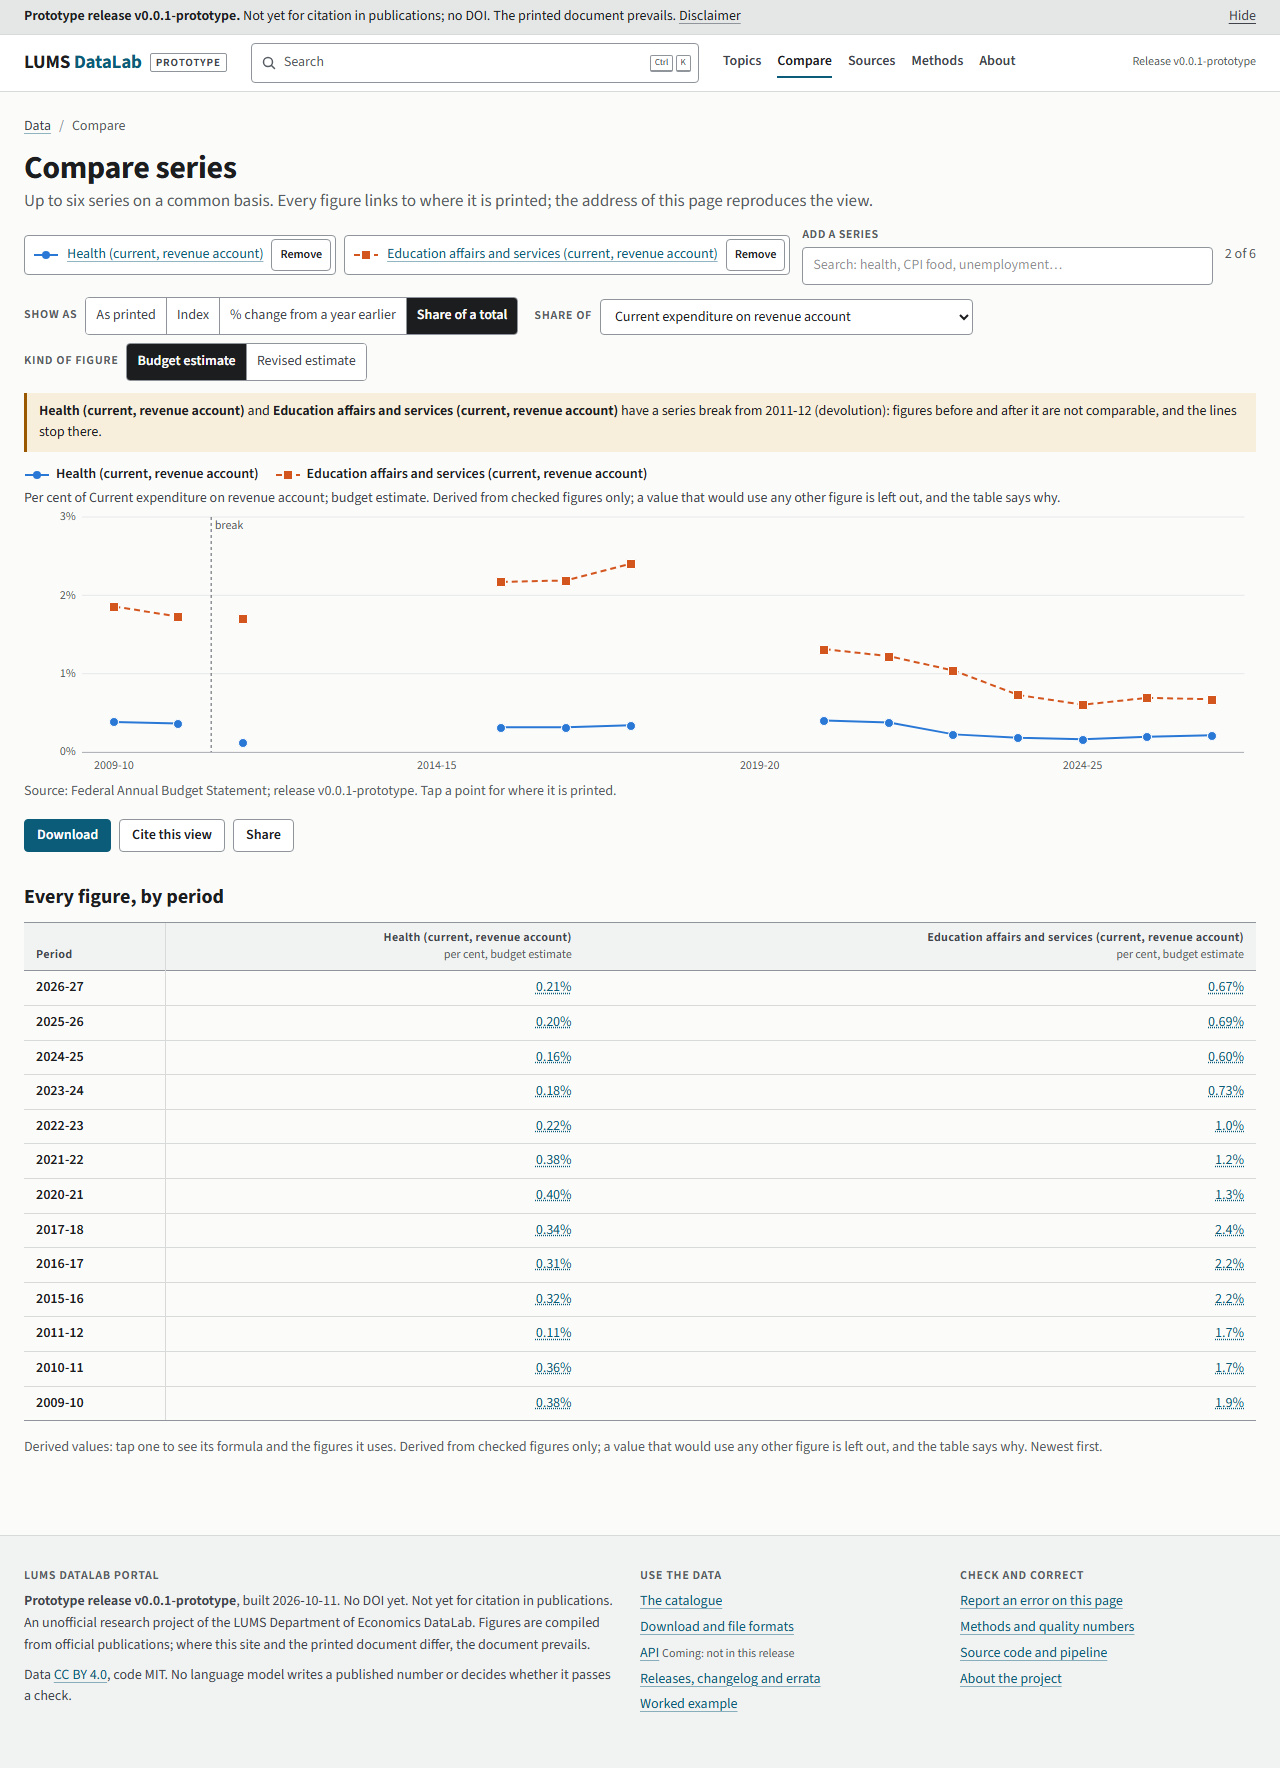 Prototype release v0.0.1-prototype. Not yet for citation in publications; no DOI. The printed document prevails. Disclaimer Hide
LUMS DataLab PROTOTYPE Search Ctrl K Topics Compare Sources Methods About Release v0.0.1-prototype
Data / Compare
Compare series
Up to six series on a common basis. Every figure links to where it is printed; the address of this page reproduces the view.
ADD A SERIES
Health (current, revenue account) Remove Education affairs and services (current, revenue account) Remove Search: health, CPI food, unemployment… 2 of 6
SHOW AS As printed Index % change from a year earlier Share of a total SHARE OF Current expenditure on revenue account
KIND OF FIGURE Budget estimate Revised estimate
Health (current, revenue account) and Education affairs and services (current, revenue account) have a series break from 2011-12 (devolution): figures before and after it are not comparable, and the lines
stop there.
Health (current, revenue account) Education affairs and services (current, revenue account)
Per cent of Current expenditure on revenue account; budget estimate. Derived from checked figures only; a value that would use any other figure is left out, and the table says why.
3%
break
2%
1%
0%
2009-10 2014-15 2019-20 2024-25
Source: Federal Annual Budget Statement; release v0.0.1-prototype. Tap a point for where it is printed.
Download Cite this view Share
Every figure, by period
Period Health (current, revenue account) per cent, budget estimate Education affairs and services (current, revenue account) per cent, budget estimate
2026-27 0.21% 0.67%
2025-26 0.20% 0.69%
2024-25 0.16% 0.60%
2023-24 0.18% 0.73%
2022-23 0.22% 1.0%
2021-22 0.38% 1.2%
2020-21 0.40% 1.3%
2017-18 0.34% 2.4%
2016-17 0.31% 2.2%
2015-16 0.32% 2.2%
2011-12 0.11% 1.7%
2010-11 0.36% 1.7%
2009-10 0.38% 1.9%
Derived values: tap one to see its formula and the figures it uses. Derived from checked figures only; a value that would use any other figure is left out, and the table says why. Newest first.
LUMS DATALAB PORTAL
Prototype release v0.0.1-prototype, built 2026-10-11. No DOI yet. Not yet for citation in publications.
An unofficial research project of the LUMS Department of Economics DataLab. Figures are compiled
from official publications; where this site and the printed document differ, the document prevails.
Data CC BY 4.0, code MIT. No language model writes a published number or decides whether it passes
a check.
USE THE DATA
The catalogue
Download and file formats
API Coming: not in this release
Releases, changelog and errata
Worked example
CHECK AND CORRECT
Report an error on this page
Methods and quality numbers
Source code and pipeline
About the project